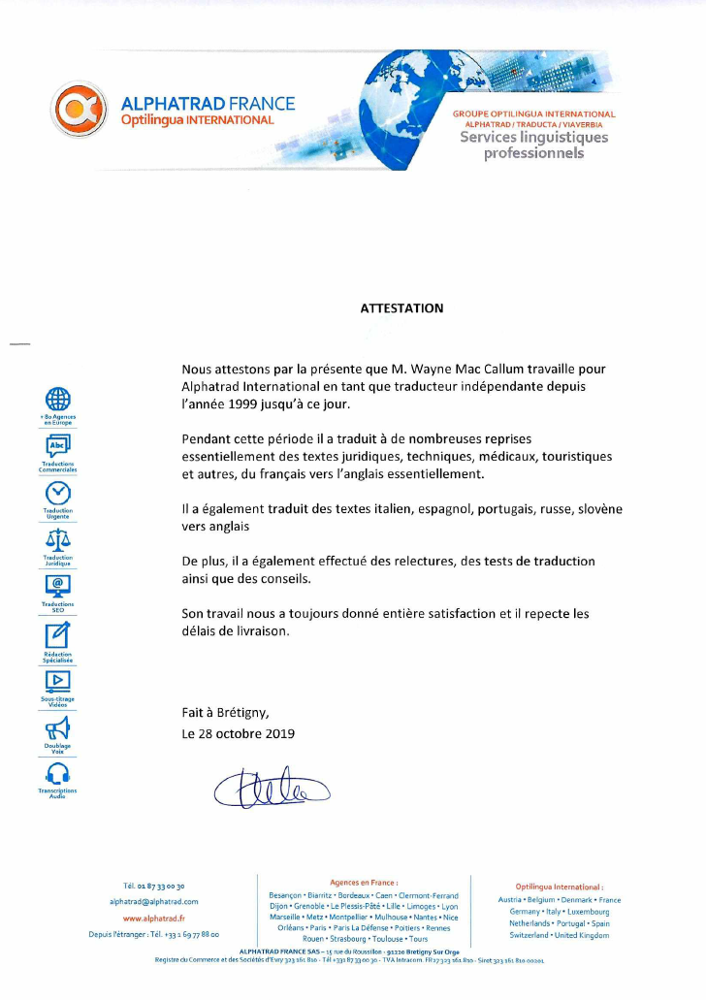 ALPHATRAD FRANCE
Optilingua INTERNATIONAL
GROUPE OPTILINGUA INTERNATIONAL
ALPHATRAD / TRADUCTA / VIAVERBIA
Services linguistiques
professionnels
ATTESTATION
Nous attestons par la présente que M. Wayne Mac Callum travaille pour
Alphatrad International en tant que traducteur indépendante depuis
l'année 1999 jusqu'à ce jour.
Pendant cette période il a traduit à de nombreuses reprises
essentiellement des textes juridiques, techniques, médicaux, touristiques
et autres, du français vers l'anglais essentiellement.
Il a également traduit des textes italien, espagnol, portugais, russe, slovène
vers anglais
De plus, il a également effectué des relectures, des tests de traduction
ainsi que des conseils.
Son travail nous a toujours donné entière satisfaction et il repecte les
délais de livraison.
Fait à Brétigny,
Le 28 octobre 2019
+ 80 Agences
en Europe
Abc
Traductions
Commerciales
Traduction
Urgente
Traduction
Juridique
@
Traductions
SEO
Rédaction
Spécialisée
Sous-titrage
Vidéos
Doublage
Voix
Transcriptions
Audio
Tél. 01 87 33 00 30
alphatrad@alphatrad.com
www.alphatrad.fr
Depuis l'étranger : Tél. +33 2 69 77 88 00
Agences en France :
Besançon • Biarritz • Bordeaux • Caen • Clermont-Ferrand
Dijon • Grenoble • Le Plessis-Pâté • Lille • Limoges • Lyon
Marseille • Metz • Montpellier • Mulhouse • Nantes • Nice
Orléans • Paris • Paris La Défense • Poitiers • Rennes
Rouen • Strasbourg • Toulouse • Tours
Optilingua International :
Austria • Belgium • Denmark • France
Germany • Italy • Luxembourg
Netherlands • Portugal • Spain
Switzerland • United Kingdom
ALPHATRAD FRANCE SAS – 15 rue du Roussillon - 91220 Bretigny Sur Orge
Registre du Commerce et des Sociétés d'Evry 323 161 810 - Tél +331 87 33 00 30 - TVA Intracom. FR17 323 161 810 - Siret 323 161 810 00201